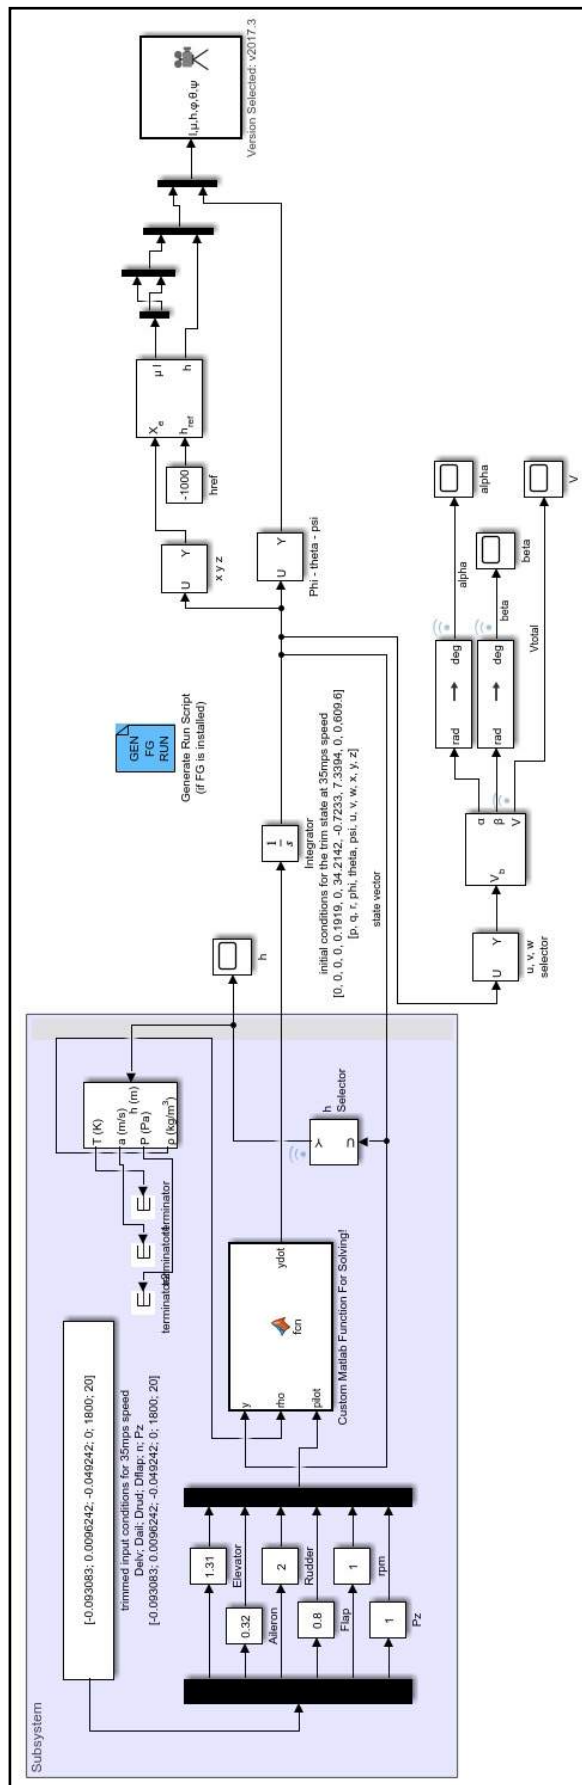 Subsystem
[-0.093083; 0.0096242; -0.049242; 0; 1800; 20]
trimmed input conditions for 35mps speed
Delv; Dail; Drud; Dflap; n; Pz
[-0.093083; 0.0096242; -0.049242; 0; 1800; 20]
1.31
Elevator
0.32
Aileron
2
Rudder
0.8
Flap
1
rpm
1
Pz
y
rho
pilot
fcn
ydot
Custom Matlab Function For Solving!
terminator
T (K)
a (m/s)
h (m)
P (Pa)
ρ (kg/m³)
Y
U
h
Selector
h
1
s
Integrator
initial conditions for the trim state at 35mps speed
[0, 0, 0, 0, 0.1919, 0, 34.2142, -0.7233, 7.3394, 0, 0,609.6]
[p, q, r, phi, theta, psi, u, v, w, x, y, z]
state vector
GEN
FG
RUN
Generate Run Script
(if FG is installed)
U Y
x y z
-1000
href
X e
h ref
μ l
h
U Y
Phi - theta - psi
l,μ,h,φ,θ,ψ
Version Selected: v2017.3
U Y
u, v, w
selector
V b
α
β
V
rad deg
alpha
alpha
rad deg
beta
beta
Vtotal
V